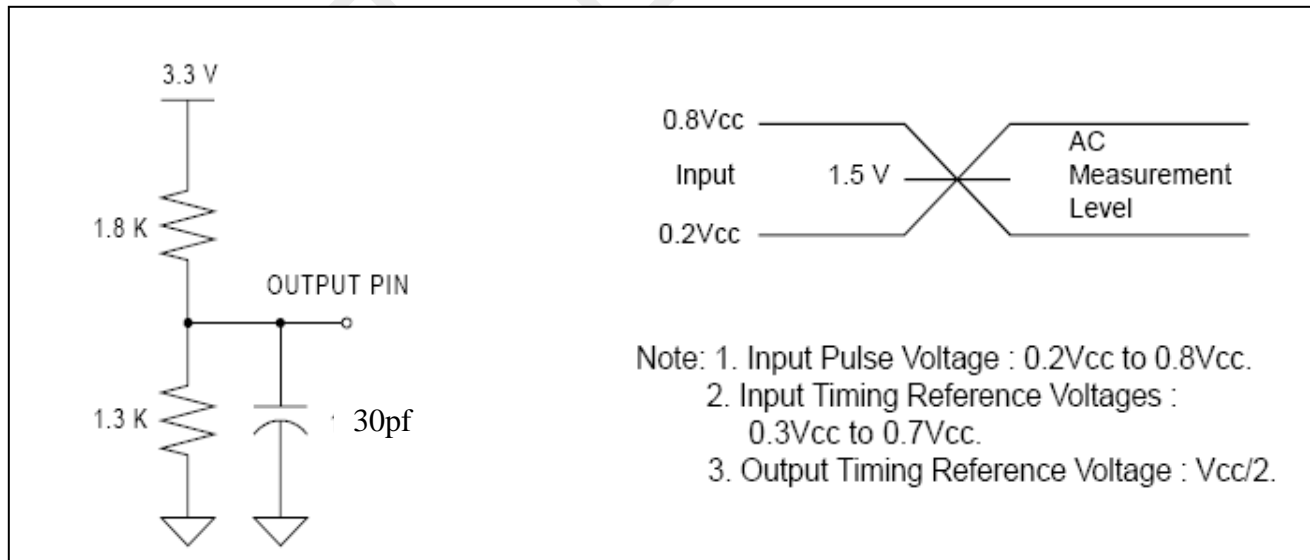 3.3 V
1.8 K
OUTPUT PIN
1.3 K
30pf
0.8Vcc
Input
1.5 V
0.2Vcc
AC
Measurement
Level
Note: 1. Input Pulse Voltage : 0.2Vcc to 0.8Vcc.
2. Input Timing Reference Voltages :
0.3Vcc to 0.7Vcc.
3. Output Timing Reference Voltage : Vcc/2.